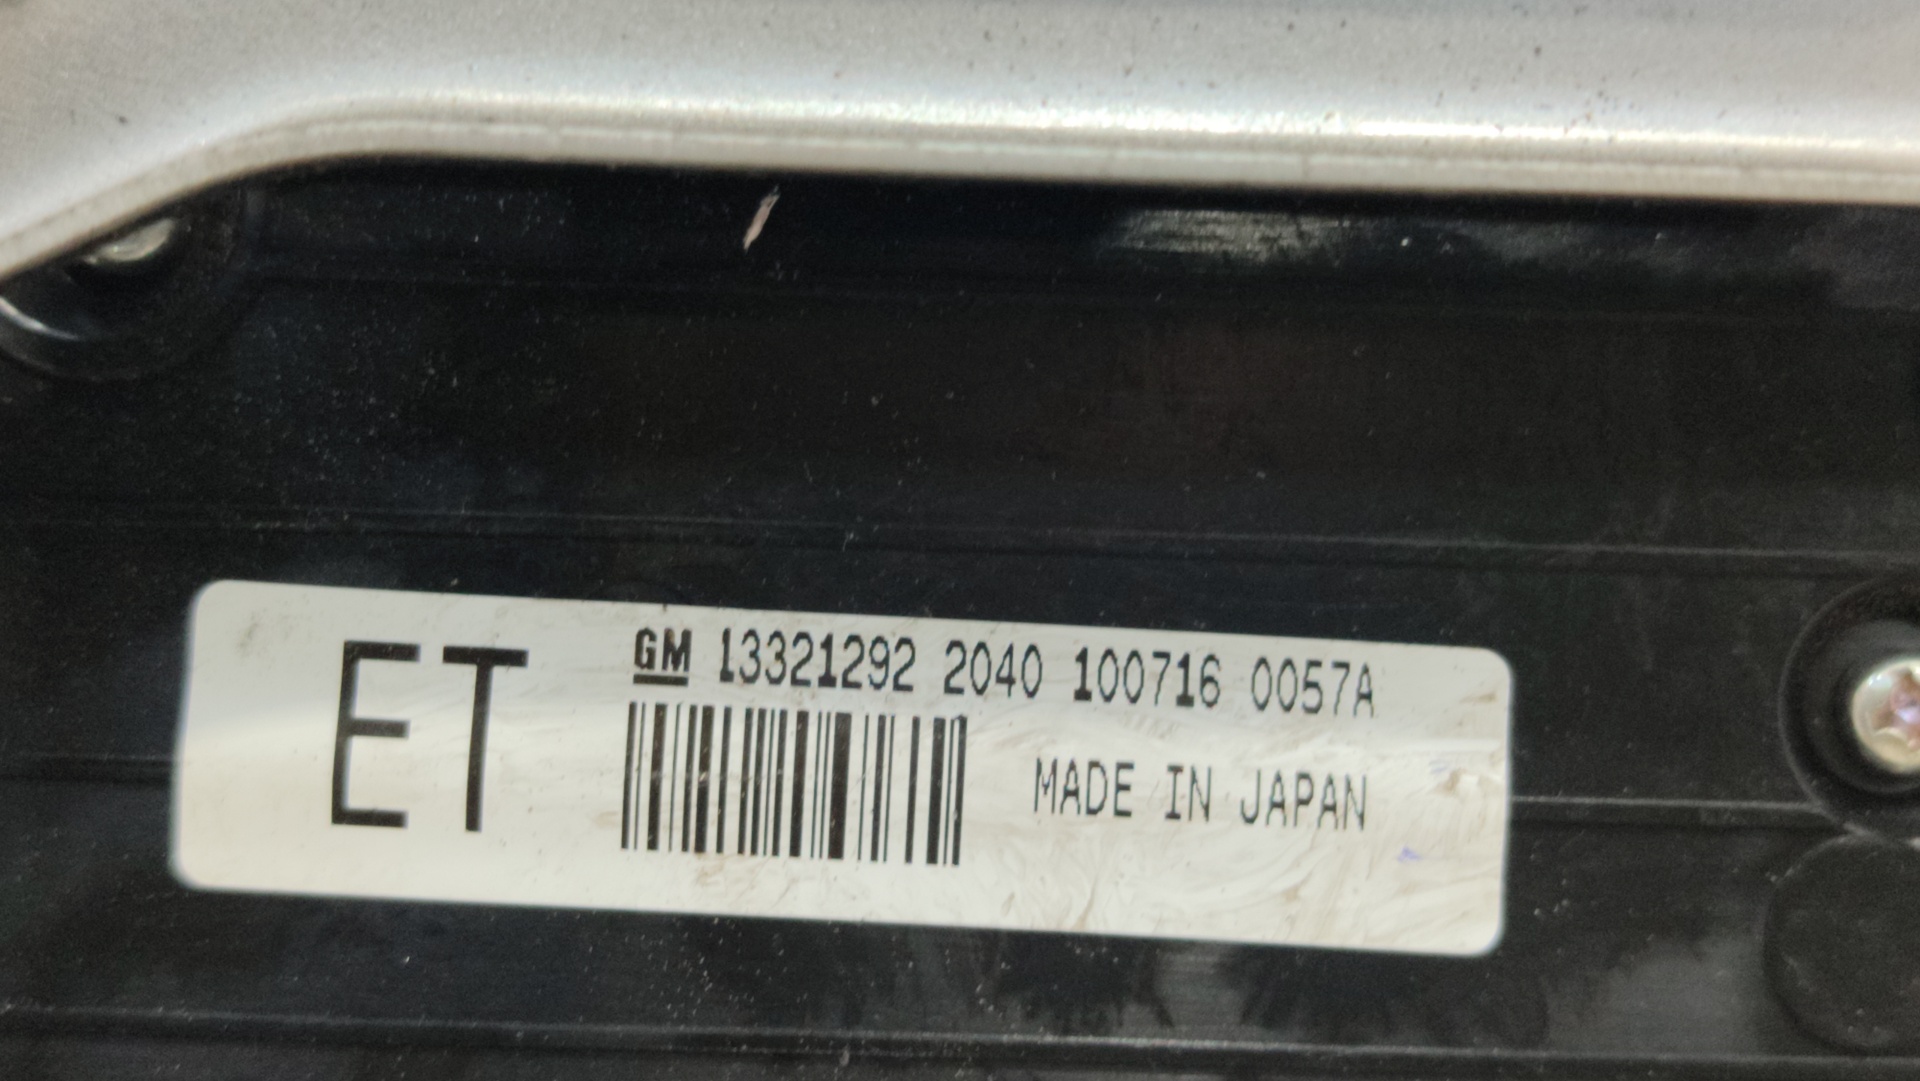 ET
GM 13321292 2040 100716 0057A
MADE IN JAPAN